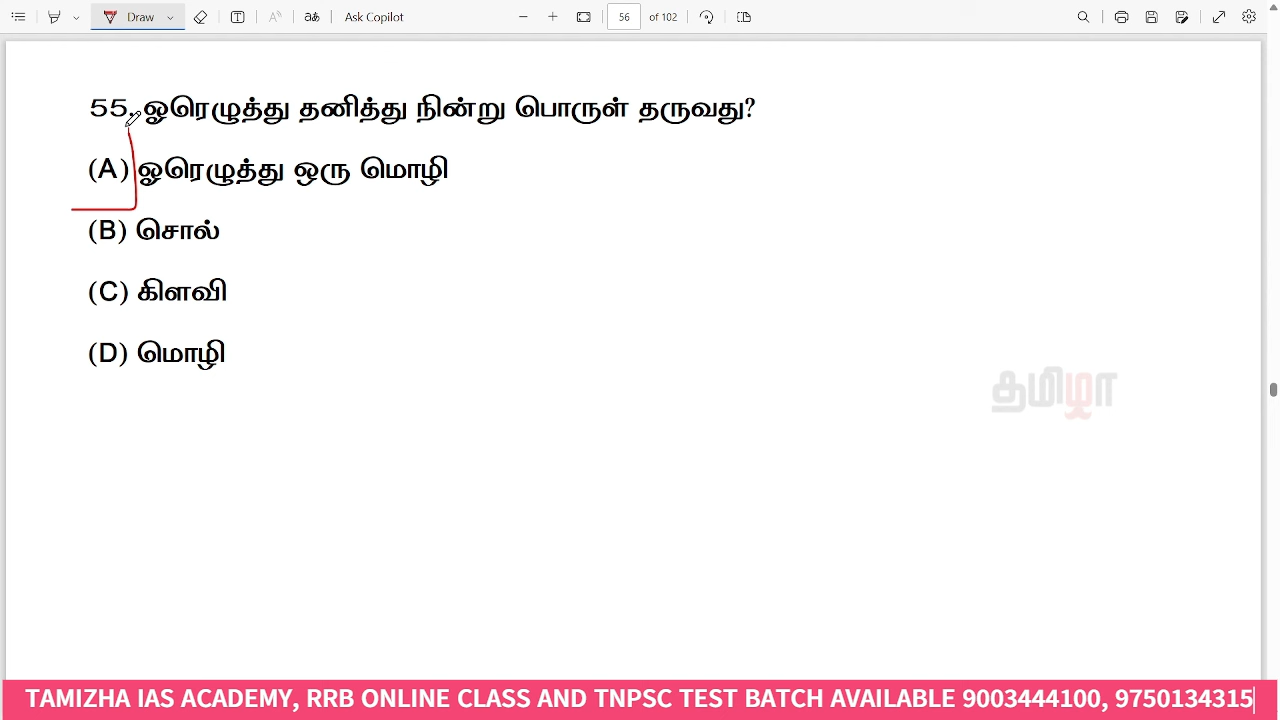 Draw
Ask Copilot
56 of 102
55. ஓரெழுத்து தனித்து நின்று பொருள் தருவது?
(A) ஓரெழுத்து ஒரு மொழி
(B) சொல்
(C) கிளவி
(D) மொழி
தமிழா
TAMIZHA IAS ACADEMY, RRB ONLINE CLASS AND TNPSC TEST BATCH AVAILABLE 9003444100, 9750134315